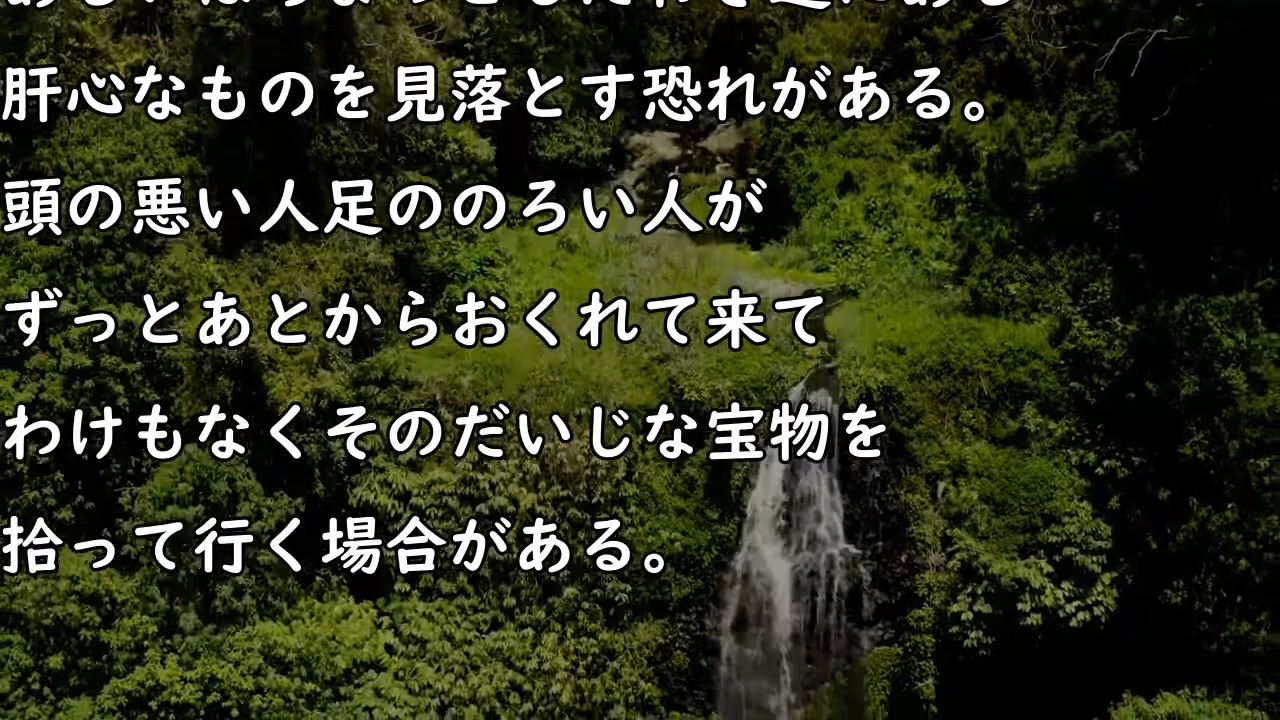 肝心なものを見落とす恐れがある。
頭の悪い人足ののろい人が
ずっとあとからおくれて来て
わけもなくそのだいじな宝物を
拾って行く場合がある。